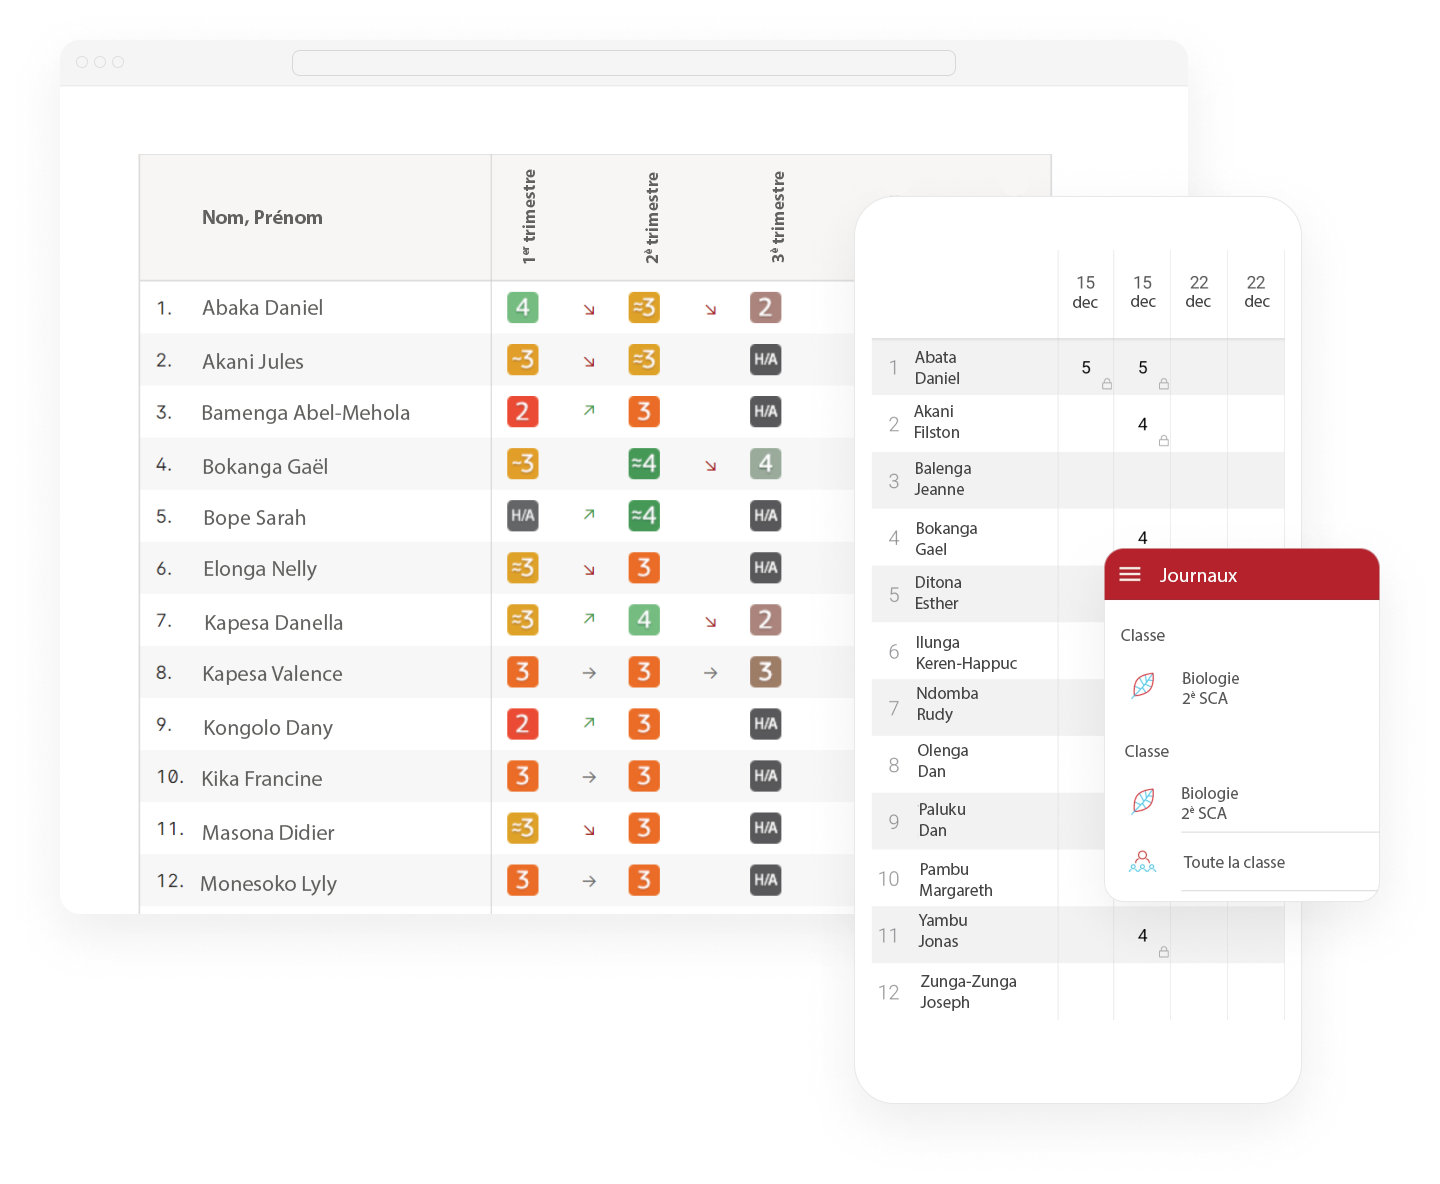 Nom, Prénom 1er trimestre 2è trimestre 3è trimestre
1. Abaka Daniel 4 ≈3 2
2. Akani Jules ~3 ≈3 H/A
3. Bamenga Abel-Mehola 2 3 H/A
4. Bokanga Gaël ~3 ≈4 4
5. Bope Sarah H/A ≈4 H/A
6. Elonga Nelly ≈3 3 H/A
7. Kapesa Danella ≈3 4 2
8. Kapesa Valence 3 3 3
9. Kongolo Dany 2 3 H/A
10. Kika Francine 3 3 H/A
11. Masona Didier ≈3 3 H/A
12. Monesoko Lyly 3 3 H/A
15 15 22 22
dec dec dec dec
1 Abata
Daniel 5 5
2 Akani
Filston 4
3 Balenga
Jeanne
4 Bokanga
Gael 4
5 Ditona
Esther
6 Ilunga
Keren-Happuc
7 Ndomba
Rudy
8 Olenga
Dan
9 Paluku
Dan
10 Pambu
Margareth
11 Yambu
Jonas 4
12 Zunga-Zunga
Joseph
Journaux
Classe
Biologie
2è SCA
Classe
Biologie
2è SCA
Toute la classe